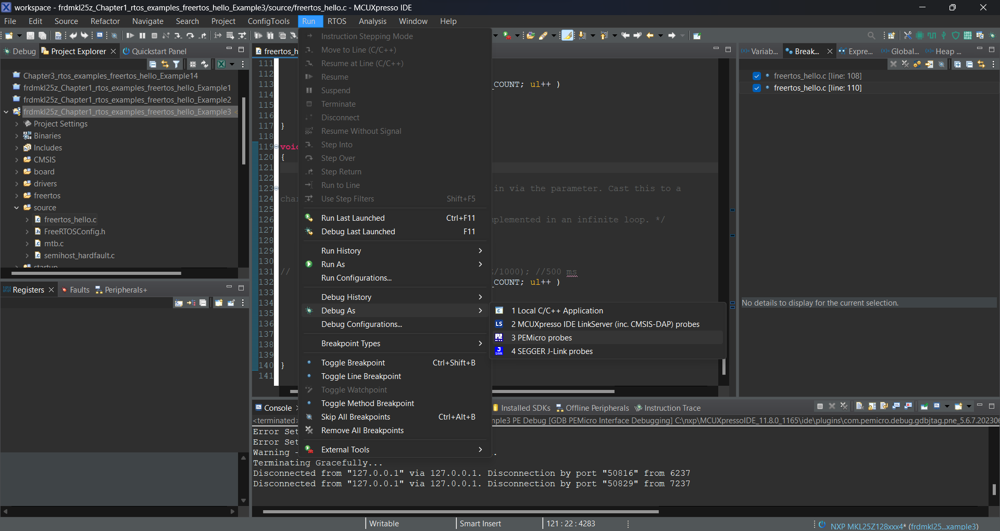 workspace - frdmkl25z_Chapter1_rtos_examples_freertos_hello_Example3/source/freertos_hello.c - MCUXpresso IDE
File Edit Source Refactor Navigate Search Project ConfigTools Run RTOS Analysis Window Help
Debug Project Explorer Quickstart Panel
Chapter3_rtos_examples_freertos_hello_Example14
frdmkl25z_Chapter1_rtos_examples_freertos_hello_Example1
frdmkl25z_Chapter1_rtos_examples_freertos_hello_Example2
frdmkl25z_Chapter1_rtos_examples_freertos_hello_Example3 <
Project Settings
Binaries
Includes
CMSIS
board
drivers
freertos
source
freertos_hello.c
FreeRTOSConfig.h
mtb.c
semihost_hardfault.c
startup
Registers Faults Peripherals+
freertos_h
111
112
113 _COUNT; ul++ )
114
115
116
117 }
118
119 void
120 {
121
122
123 in via the parameter. Cast this to a
124 char
125
126 mplemented in an infinite loop. */
127
128
129
130
131 // /1000); //500 ms
132 _COUNT; ul++ )
133
134
135
136
137
138
139
140 }
141
Instruction Stepping Mode
Move to Line (C/C++)
Resume at Line (C/C++)
Resume
Suspend
Terminate
Disconnect
Resume Without Signal
Step Into
Step Over
Step Return
Run to Line
Use Step Filters Shift+F5
Run Last Launched Ctrl+F11
Debug Last Launched F11
Run History
Run As
Run Configurations...
Debug History
Debug As
Debug Configurations...
Breakpoint Types
Toggle Breakpoint Ctrl+Shift+B
Toggle Line Breakpoint
Toggle Watchpoint
Toggle Method Breakpoint
Skip All Breakpoints Ctrl+Alt+B
Remove All Breakpoints
External Tools
1 Local C/C++ Application
2 MCUXpresso IDE LinkServer (inc. CMSIS-DAP) probes
3 PEMicro probes
4 SEGGER J-Link probes
Variab... Break... Expre... Global... Heap ...
freertos_hello.c [line: 108]
freertos_hello.c [line: 110]
No details to display for the current selection.
Console Installed SDKs Offline Peripherals Instruction Trace
<terminated> mple3 PE Debug [GDB PEMicro Interface Debugging] C:\nxp\MCUXpressoIDE_11.8.0_1165\ide\plugins\com.pemicro.debug.gdbjtag.pne_5.6.7.20230
Error Set
Error Set
Warning - .
Terminating Gracefully...
Disconnected from "127.0.0.1" via 127.0.0.1. Disconnection by port "50816" from 6237
Disconnected from "127.0.0.1" via 127.0.0.1. Disconnection by port "50829" from 7237
Writable Smart Insert 121 : 22 : 4283 NXP MKL25Z128xxx4* (frdmkl25...xample3)